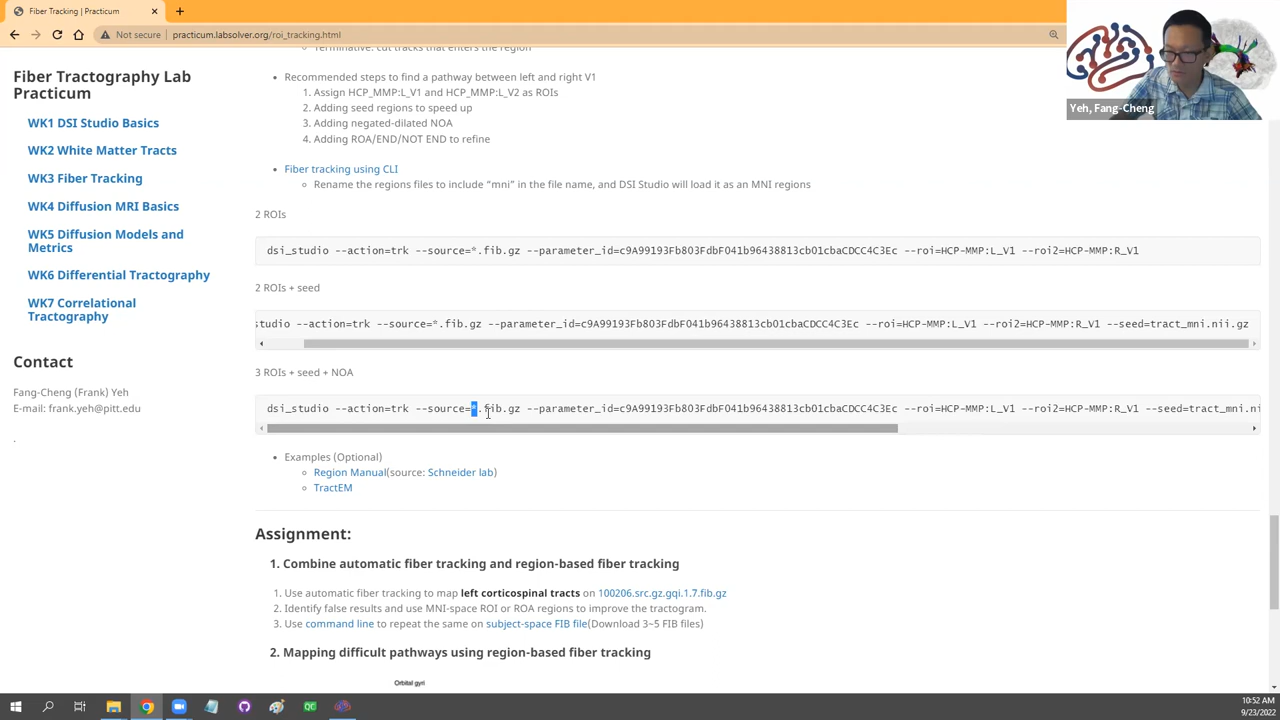 Fiber Tracking | Practicum
Not secure
practicum.labsolver.org/roi_tracking.html
Yeh, Fang-Cheng
Fiber Tractography Lab
Practicum
WK1 DSI Studio Basics
WK2 White Matter Tracts
WK3 Fiber Tracking
WK4 Diffusion MRI Basics
WK5 Diffusion Models and
Metrics
WK6 Differential Tractography
WK7 Correlational
Tractography
Contact
Fang-Cheng (Frank) Yeh
E-mail: frank.yeh@pitt.edu
.
Terminative: cut tracks that enters the region
Recommended steps to find a pathway between left and right V1
1. Assign HCP_MMP:L_V1 and HCP_MMP:L_V2 as ROIs
2. Adding seed regions to speed up
3. Adding negated-dilated NOA
4. Adding ROA/END/NOT END to refine
Fiber tracking using CLI
Rename the regions files to include “mni” in the file name, and DSI Studio will load it as an MNI regions
2 ROIs
dsi_studio --action=trk --source=*.fib.gz --parameter_id=c9A99193Fb803FdbF041b96438813cb01cbaCDCC4C3Ec --roi=HCP-MMP:L_V1 --roi2=HCP-MMP:R_V1
2 ROIs + seed
studio --action=trk --source=*.fib.gz --parameter_id=c9A99193Fb803FdbF041b96438813cb01cbaCDCC4C3Ec --roi=HCP-MMP:L_V1 --roi2=HCP-MMP:R_V1 --seed=tract_mni.nii.gz
3 ROIs + seed + NOA
dsi_studio --action=trk --source=*.fib.gz --parameter_id=c9A99193Fb803FdbF041b96438813cb01cbaCDCC4C3Ec --roi=HCP-MMP:L_V1 --roi2=HCP-MMP:R_V1 --seed=tract_mni.ni
Examples (Optional)
Region Manual(source: Schneider lab)
TractEM
Assignment:
1. Combine automatic fiber tracking and region-based fiber tracking
1. Use automatic fiber tracking to map left corticospinal tracts on 100206.src.gz.gqi.1.7.fib.gz
2. Identify false results and use MNI-space ROI or ROA regions to improve the tractogram.
3. Use command line to repeat the same on subject-space FIB file(Download 3~5 FIB files)
2. Mapping difficult pathways using region-based fiber tracking
Orbital gyri
QC
10:52 AM
9/23/2022